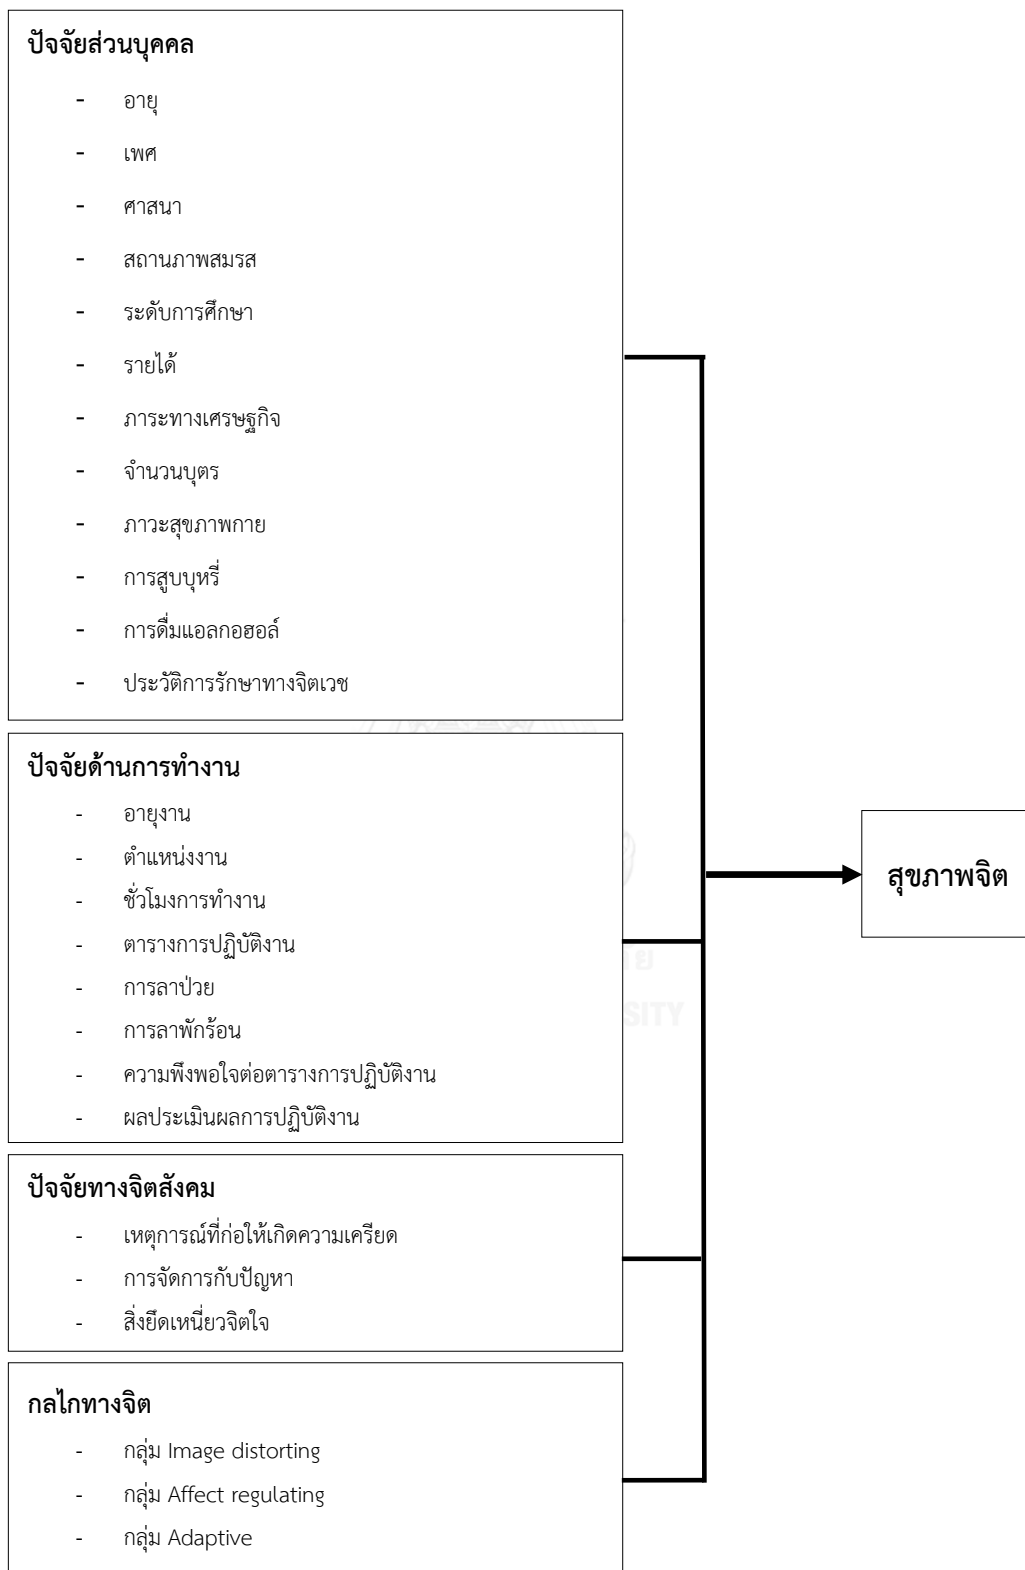 ปัจจัยส่วนบุคคล
- อายุ
- เพศ
- ศาสนา
- สถานภาพสมรส
- ระดับการศึกษา
- รายได้
- ภาระทางเศรษฐกิจ
- จำนวนบุตร
- ภาวะสุขภาพกาย
- การสูบบุหรี่
- การดื่มแอลกอฮอล์
- ประวัติการรักษาทางจิตเวช
ปัจจัยด้านการทำงาน
- อายุงาน
- ตำแหน่งงาน
- ชั่วโมงการทำงาน
- ตารางการปฏิบัติงาน
- การลาป่วย
- การลาพักร้อน
- ความพึงพอใจต่อตารางการปฏิบัติงาน
- ผลประเมินผลการปฏิบัติงาน
ปัจจัยทางจิตสังคม
- เหตุการณ์ที่ก่อให้เกิดความเครียด
- การจัดการกับปัญหา
- สิ่งยึดเหนี่ยวจิตใจ
กลไกทางจิต
- กลุ่ม Image distorting
- กลุ่ม Affect regulating
- กลุ่ม Adaptive
สุขภาพจิต